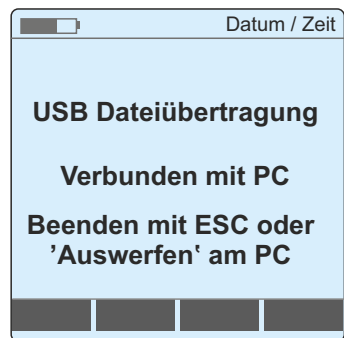 Datum / Zeit
USB Dateiübertragung
Verbunden mit PC
Beenden mit ESC oder
’Auswerfen‛ am PC